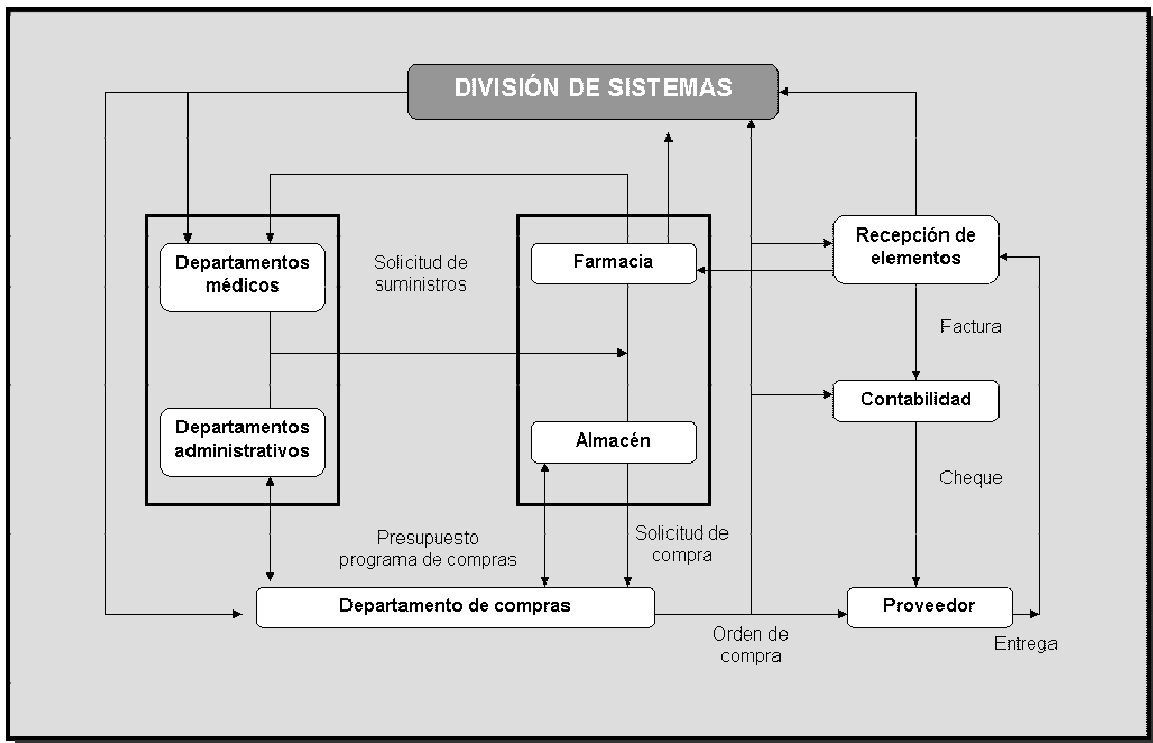 DIVISIÓN DE SISTEMAS
Departamentos
médicos
Solicitud de
suministros
Farmacia
Recepción de
elementos
Factura
Departamentos
administrativos
Almacén
Contabilidad
Cheque
Presupuesto
programa de compras
Solicitud de
compra
Departamento de compras
Orden de
compra
Proveedor
Entrega